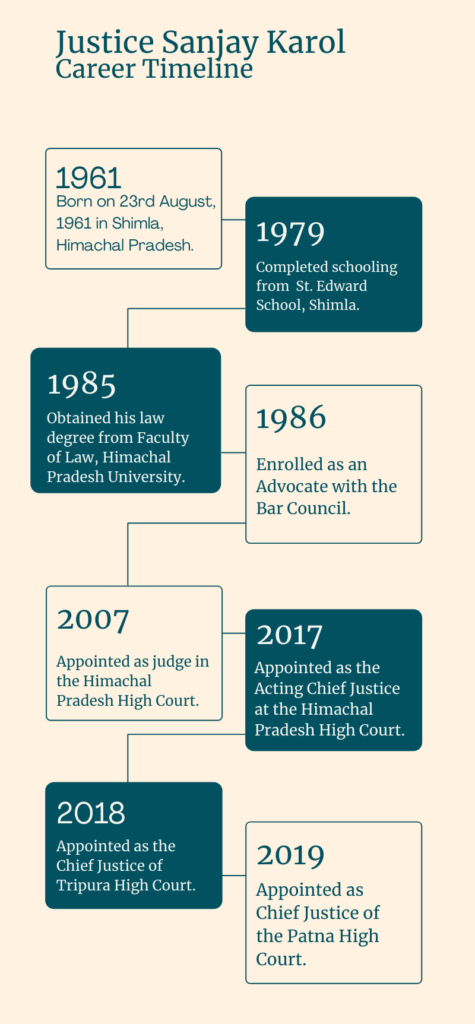 Justice Sanjay Karol
Career Timeline
1961
Born on 23rd August,
1961 in Shimla,
Himachal Pradesh.
1979
Completed schooling
from St. Edward
School, Shimla.
1985
Obtained his law
degree from Faculty
of Law, Himachal
Pradesh University.
1986
Enrolled as an
Advocate with the
Bar Council.
2007
Appointed as judge in
the Himachal
Pradesh High Court.
2017
Appointed as the
Acting Chief Justice
at the Himachal
Pradesh High Court.
2018
Appointed as the
Chief Justice of
Tripura High Court.
2019
Appointed as
Chief Justice of
the Patna High
Court.